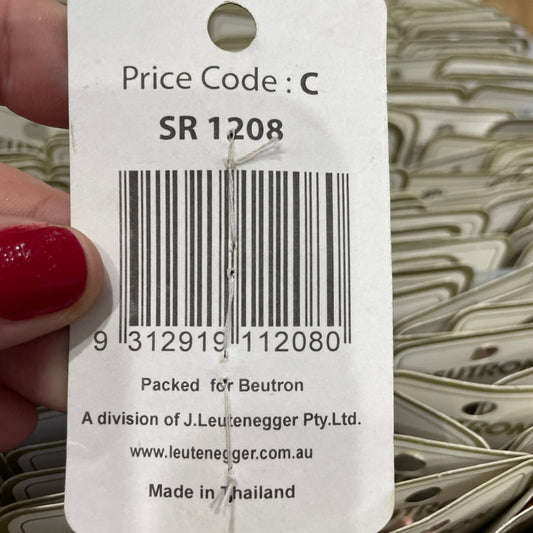 Price Code : C
SR 1208
9 312919 112080
Packed for Beutron
A division of J.Leutenegger Pty.Ltd.
www.leutenegger.com.au
Made in Thailand